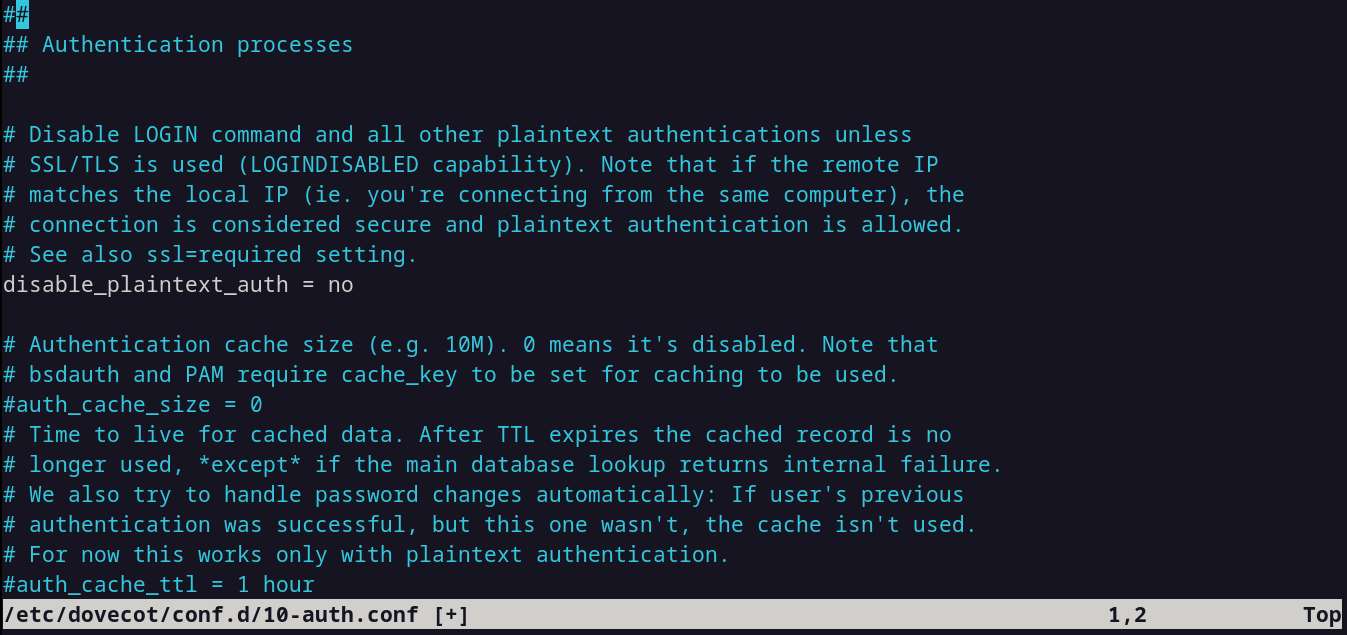 ##
## Authentication processes
##
# Disable LOGIN command and all other plaintext authentications unless
# SSL/TLS is used (LOGINDISABLED capability). Note that if the remote IP
# matches the local IP (ie. you're connecting from the same computer), the
# connection is considered secure and plaintext authentication is allowed.
# See also ssl=required setting.
disable_plaintext_auth = no
# Authentication cache size (e.g. 10M). 0 means it's disabled. Note that
# bsdauth and PAM require cache_key to be set for caching to be used.
#auth_cache_size = 0
# Time to live for cached data. After TTL expires the cached record is no
# longer used, *except* if the main database lookup returns internal failure.
# We also try to handle password changes automatically: If user's previous
# authentication was successful, but this one wasn't, the cache isn't used.
# For now this works only with plaintext authentication.
#auth_cache_ttl = 1 hour
/etc/dovecot/conf.d/10-auth.conf [+] 1,2 Top